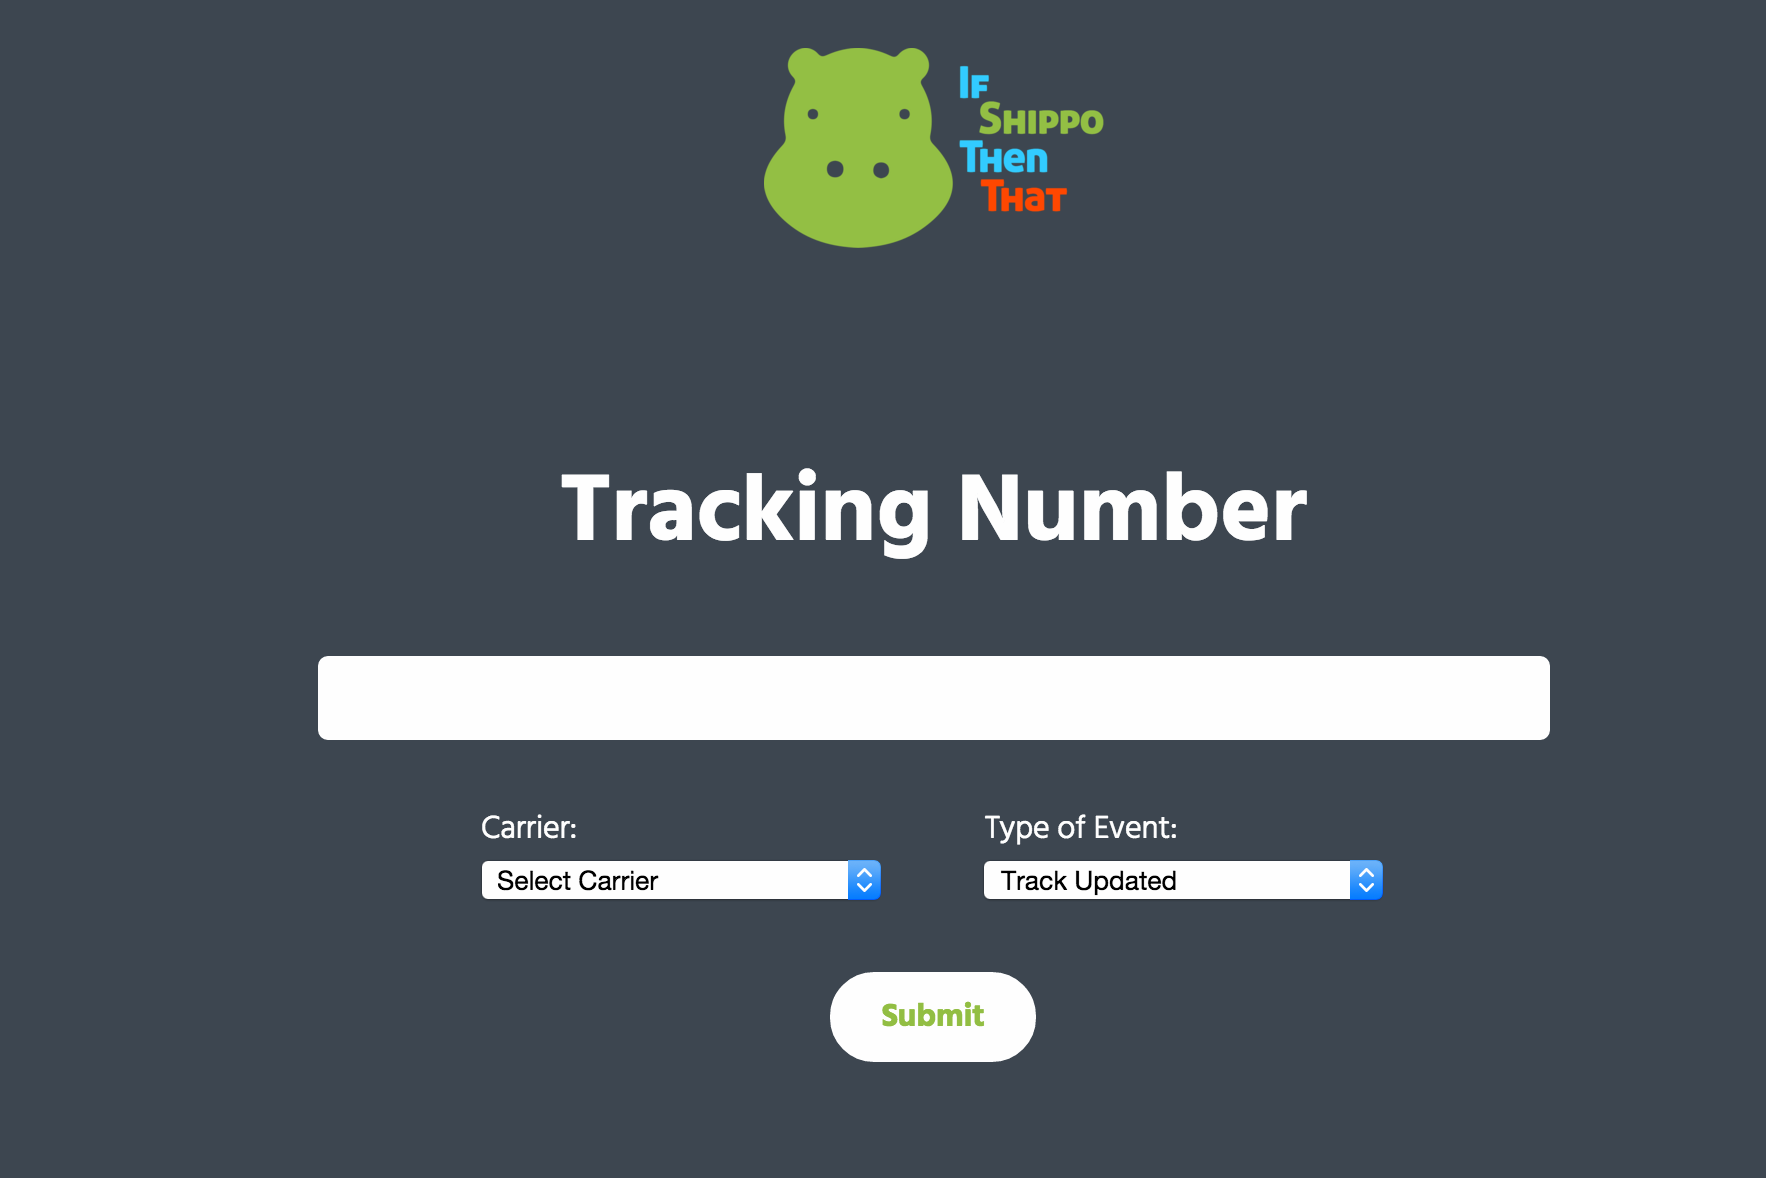 If
Shippo
Then
That
Tracking Number
Carrier:
Type of Event:
Select Carrier
Track Updated
Submit